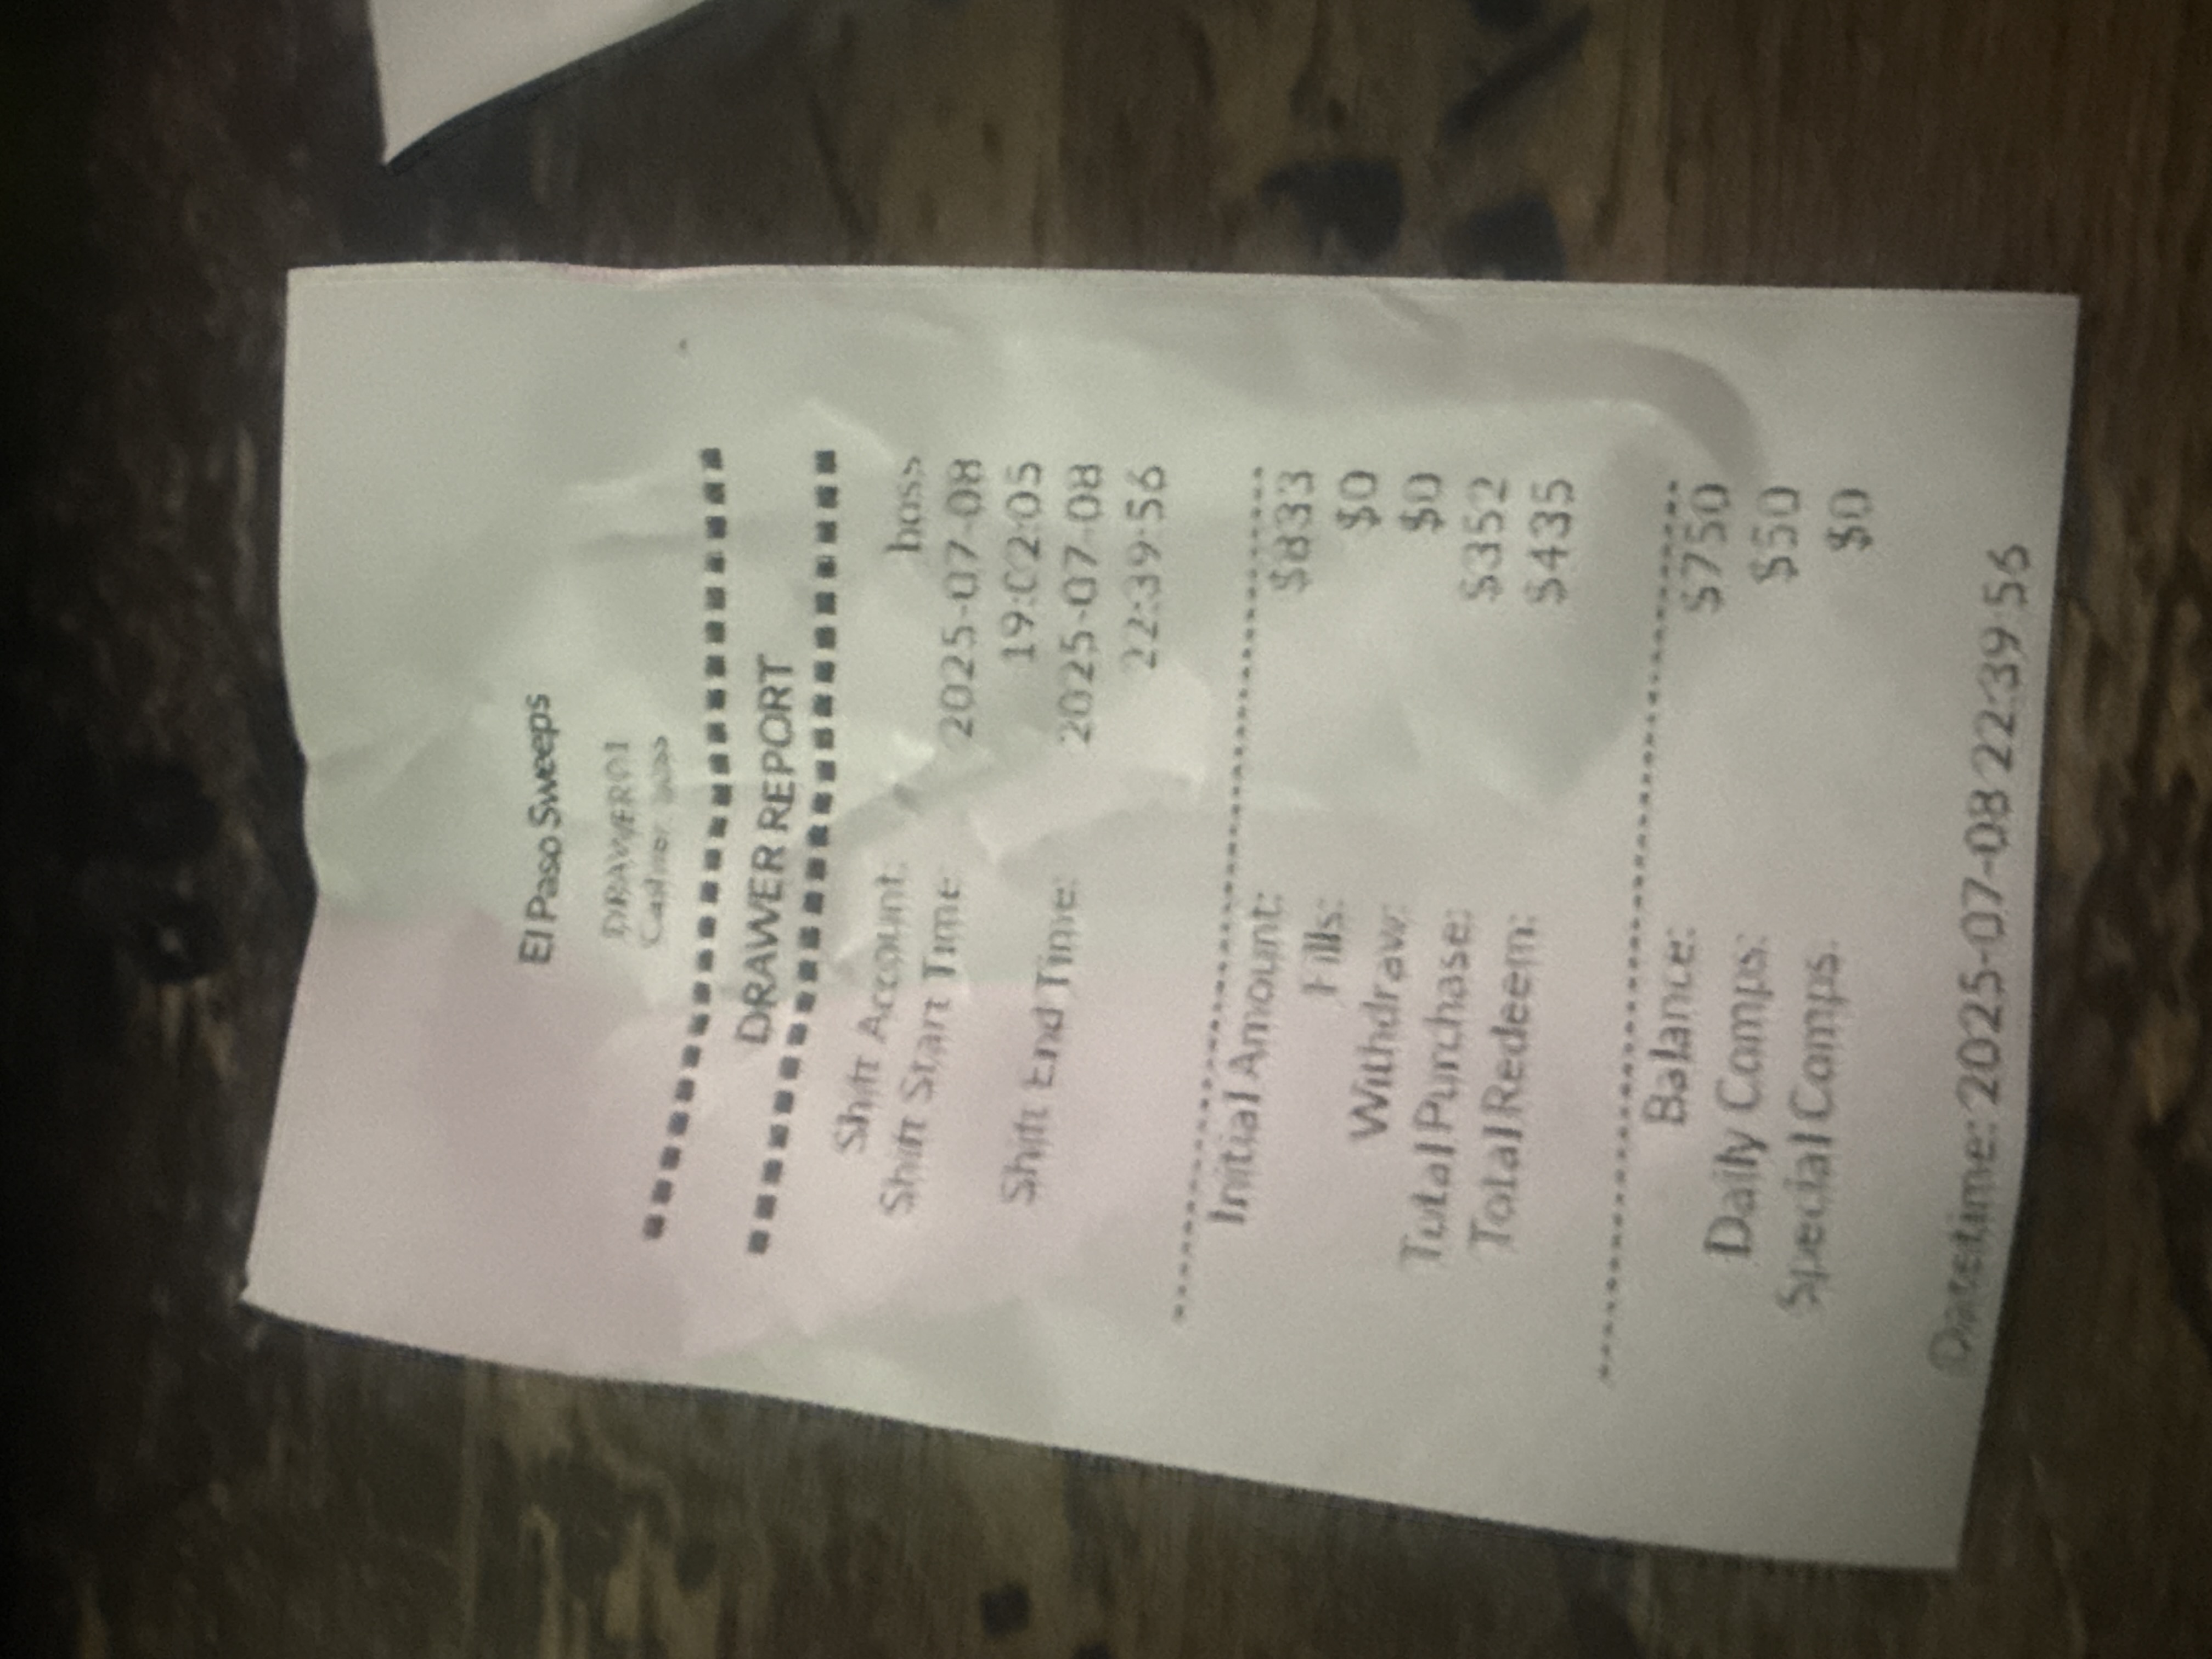 El Paso Sweeps
DRAWER01
Cashier: boss
DRAWER REPORT
Shift Account: boss
Shift Start Time: 2025-07-08
19:02:05
Shift End Time: 2025-07-08
22:39:56
Initial Amount: $833
Fills: $0
Withdraw: $0
Total Purchase: $352
Total Redeem: $435
Balance: $750
Daily Comps: $50
Special Comps: $0
Datetime: 2025-07-08 22:39:56